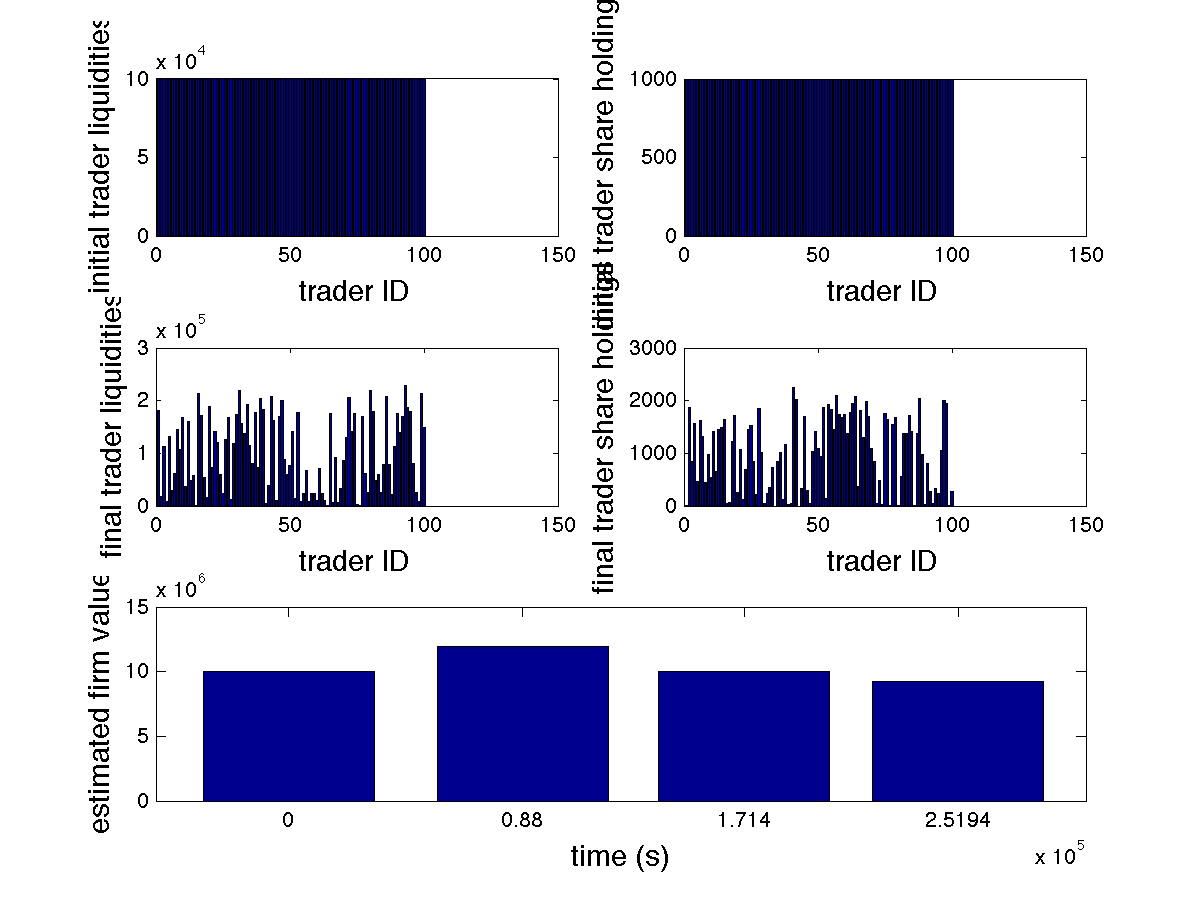 x 10^4
10
5
0
0 50 100 150
trader ID
initial trader liquidities
1000
500
0
0 50 100 150
trader ID
trader share holding
x 10^5
3
2
1
0
0 50 100 150
trader ID
final trader liquidities
3000
2000
1000
0
0 50 100 150
trader ID
final trader share holdings
x 10^6
15
10
5
0
0 0.88 1.714 2.5194
x 10^5
time (s)
estimated firm value